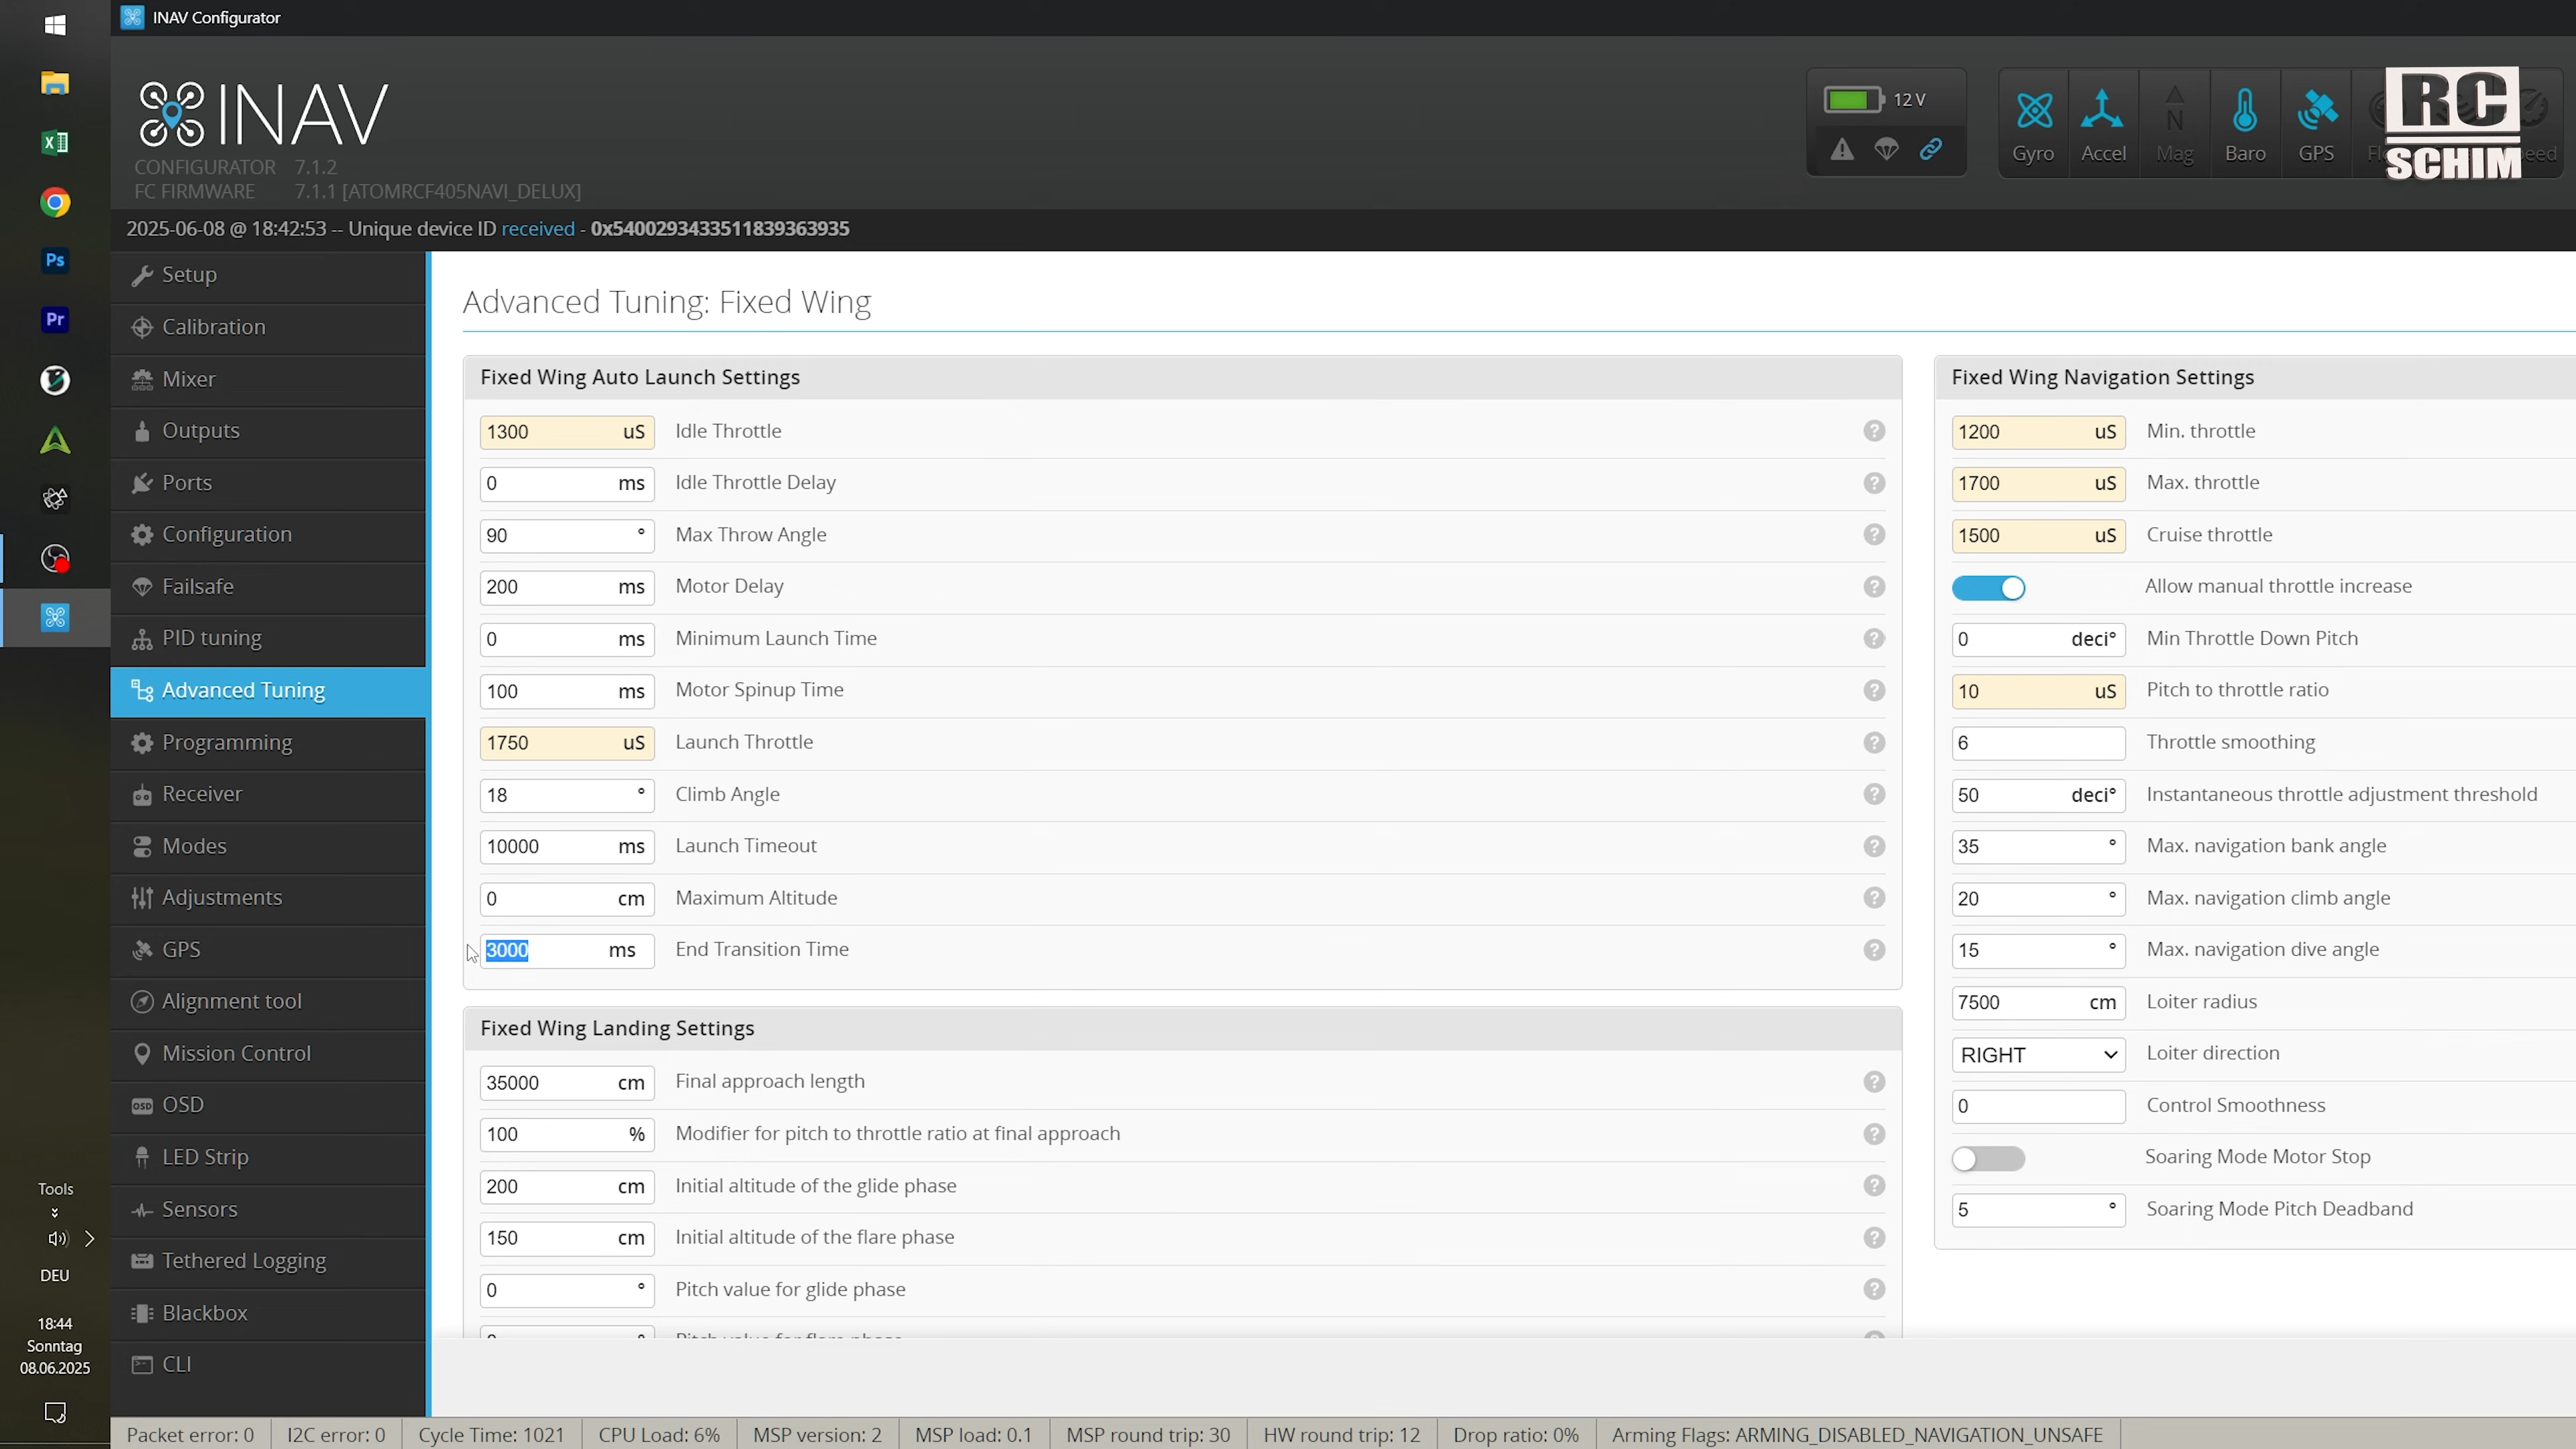 INAV Configurator
INAV
CONFIGURATOR 7.1.2
FC FIRMWARE 7.1.1 [ATOMRCF405NAVI_DELUX]
12 V
Gyro
Accel
Mag
Baro
GPS
RC
SCHIM
2025-06-08 @ 18:42:53 -- Unique device ID received - 0x5400293433511839363935
Ps
Pr
Setup
Calibration
Mixer
Outputs
Ports
Configuration
Failsafe
PID tuning
Advanced Tuning
Programming
Receiver
Modes
Adjustments
GPS
Alignment tool
Mission Control
OSD
LED Strip
Sensors
Tethered Logging
Blackbox
CLI
Tools
DEU
18:44
Sonntag
08.06.2025
Advanced Tuning: Fixed Wing
Fixed Wing Auto Launch Settings
1300 uS Idle Throttle
0 ms Idle Throttle Delay
90 ° Max Throw Angle
200 ms Motor Delay
0 ms Minimum Launch Time
100 ms Motor Spinup Time
1750 uS Launch Throttle
18 ° Climb Angle
10000 ms Launch Timeout
0 cm Maximum Altitude
3000 ms End Transition Time
Fixed Wing Landing Settings
35000 cm Final approach length
100 % Modifier for pitch to throttle ratio at final approach
200 cm Initial altitude of the glide phase
150 cm Initial altitude of the flare phase
0 ° Pitch value for glide phase
Pitch value for flare phase
Fixed Wing Navigation Settings
1200 uS Min. throttle
1700 uS Max. throttle
1500 uS Cruise throttle
Allow manual throttle increase
0 deci° Min Throttle Down Pitch
10 uS Pitch to throttle ratio
6 Throttle smoothing
50 deci° Instantaneous throttle adjustment threshold
35 ° Max. navigation bank angle
20 ° Max. navigation climb angle
15 ° Max. navigation dive angle
7500 cm Loiter radius
RIGHT Loiter direction
0 Control Smoothness
Soaring Mode Motor Stop
5 ° Soaring Mode Pitch Deadband
Packet error: 0
I2C error: 0
Cycle Time: 1021
CPU Load: 6%
MSP version: 2
MSP load: 0.1
MSP round trip: 30
HW round trip: 12
Drop ratio: 0%
Arming Flags: ARMING_DISABLED_NAVIGATION_UNSAFE